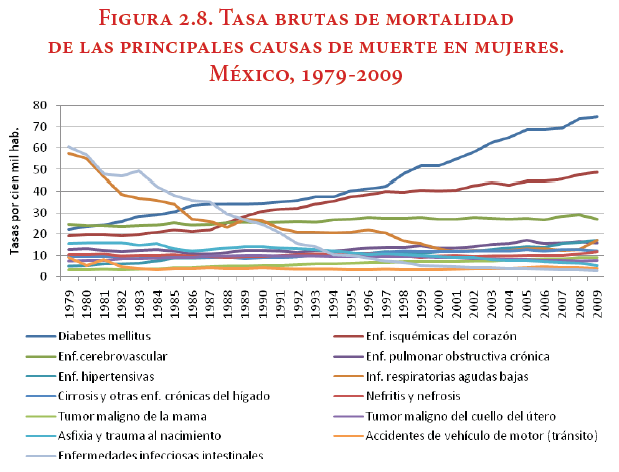 Figura 2.8. Tasa brutas de mortalidad
de las principales causas de muerte en mujeres.
México, 1979-2009
Tasas por cien mil hab.
80
70
60
50
40
30
20
10
0
1979 1980 1981 1982 1983 1984 1985 1986 1987 1988 1989 1990 1991 1992 1993 1994 1995 1996 1997 1998 1999 2000 2001 2002 2003 2004 2005 2006 2007 2008 2009
Diabetes mellitus Enf. isquémicas del corazón
Enf.cerebrovascular Enf. pulmonar obstructiva crónica
Enf. hipertensivas Inf. respiratorias agudas bajas
Cirrosis y otras enf. crónicas del hígado Nefritis y nefrosis
Tumor maligno de la mama Tumor maligno del cuello del útero
Asfixia y trauma al nacimiento Accidentes de vehículo de motor (tránsito)
Enfermedades infecciosas intestinales